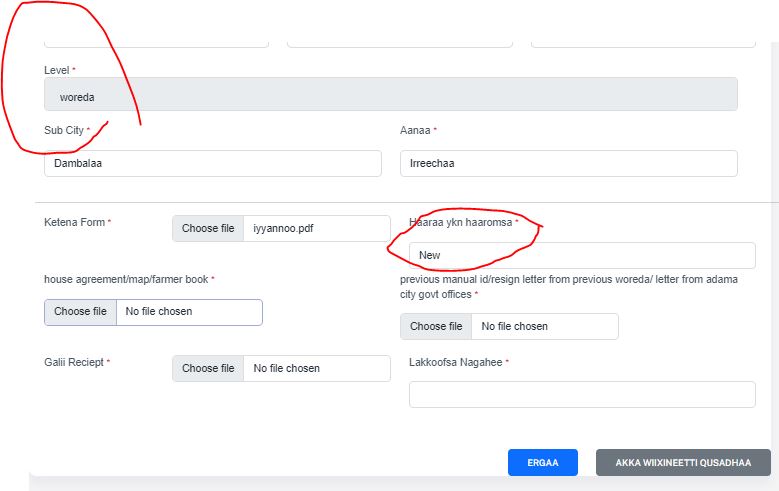 Level *
woreda
Sub City * Aanaa *
Dambalaa Irreechaa
Ketena Form * Choose file iyyannoo.pdf Haaraa ykn haaromsa *
New
house agreement/map/farmer book * previous manual id/resign letter from previous woreda/ letter from adama
city govt offices *
Choose file No file chosen
Choose file No file chosen
Galii Reciept * Choose file No file chosen Lakkoofsa Nagahee *
ERGAA AKKA WIIXINEETTI QUSADHAA